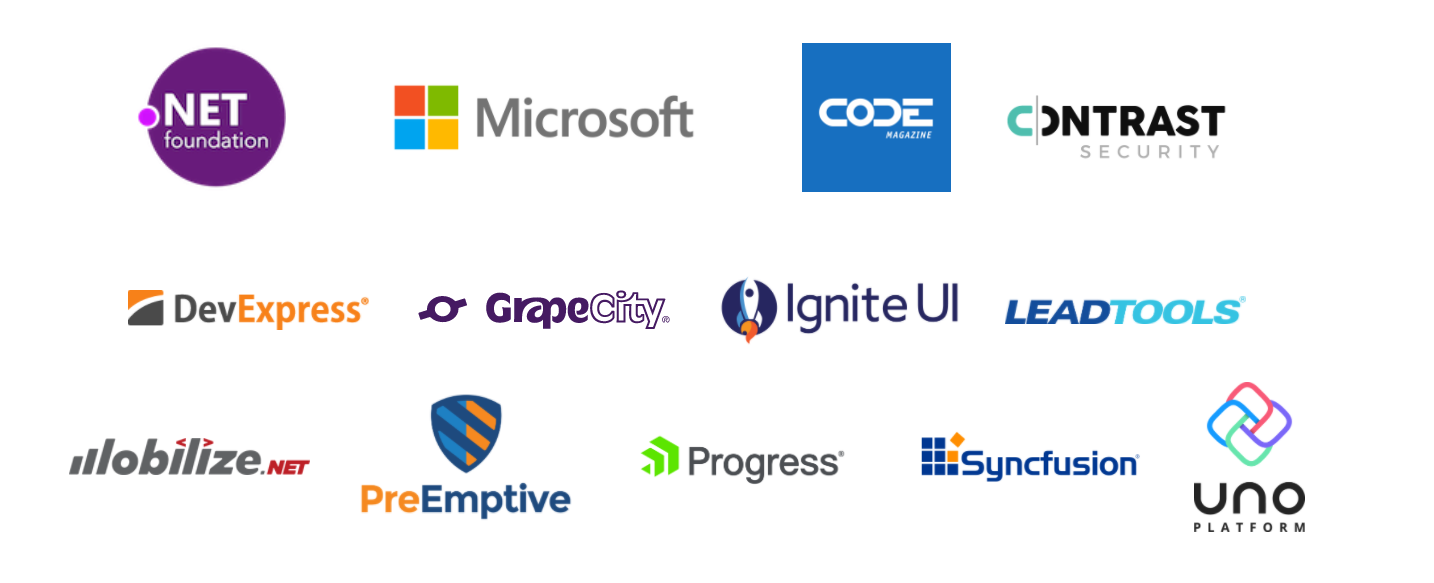 .NET
foundation
Microsoft
CODE
MAGAZINE
CONTRAST
SECURITY
DevExpress®
GrapeCity®
Ignite UI
LEADTOOLS®
Mobilize.NET
PreEmptive
Progress®
Syncfusion®
uno
PLATFORM